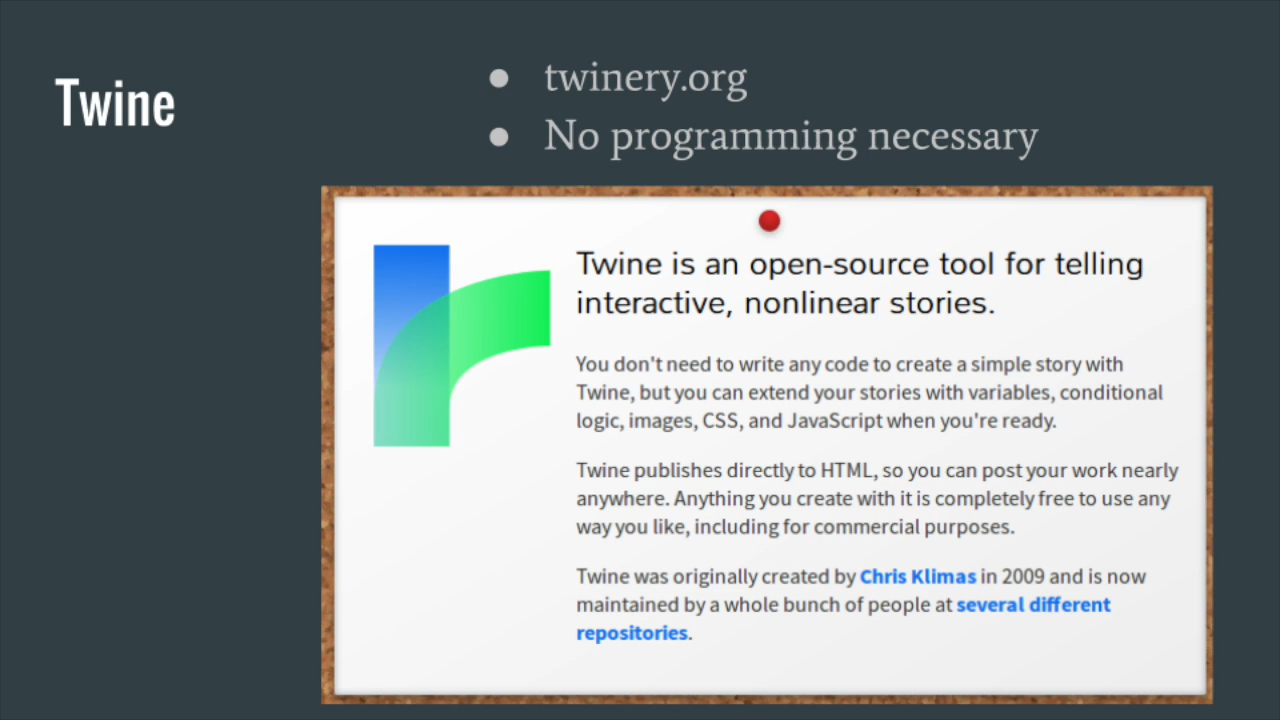 Twine
● twinery.org
● No programming necessary
Twine is an open-source tool for telling
interactive, nonlinear stories.
You don't need to write any code to create a simple story with
Twine, but you can extend your stories with variables, conditional
logic, images, CSS, and JavaScript when you're ready.
Twine publishes directly to HTML, so you can post your work nearly
anywhere. Anything you create with it is completely free to use any
way you like, including for commercial purposes.
Twine was originally created by Chris Klimas in 2009 and is now
maintained by a whole bunch of people at several different
repositories.